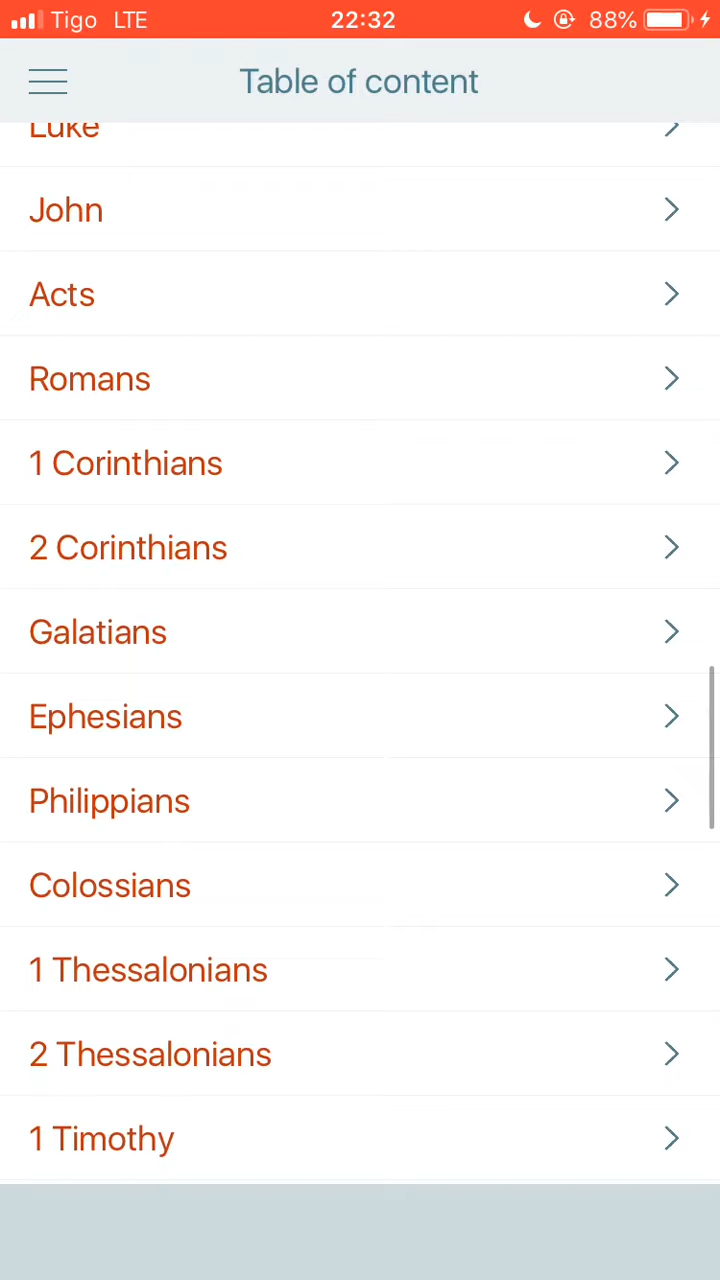 Tigo LTE 22:32 88%
Table of content
Luke
John
Acts
Romans
1 Corinthians
2 Corinthians
Galatians
Ephesians
Philippians
Colossians
1 Thessalonians
2 Thessalonians
1 Timothy